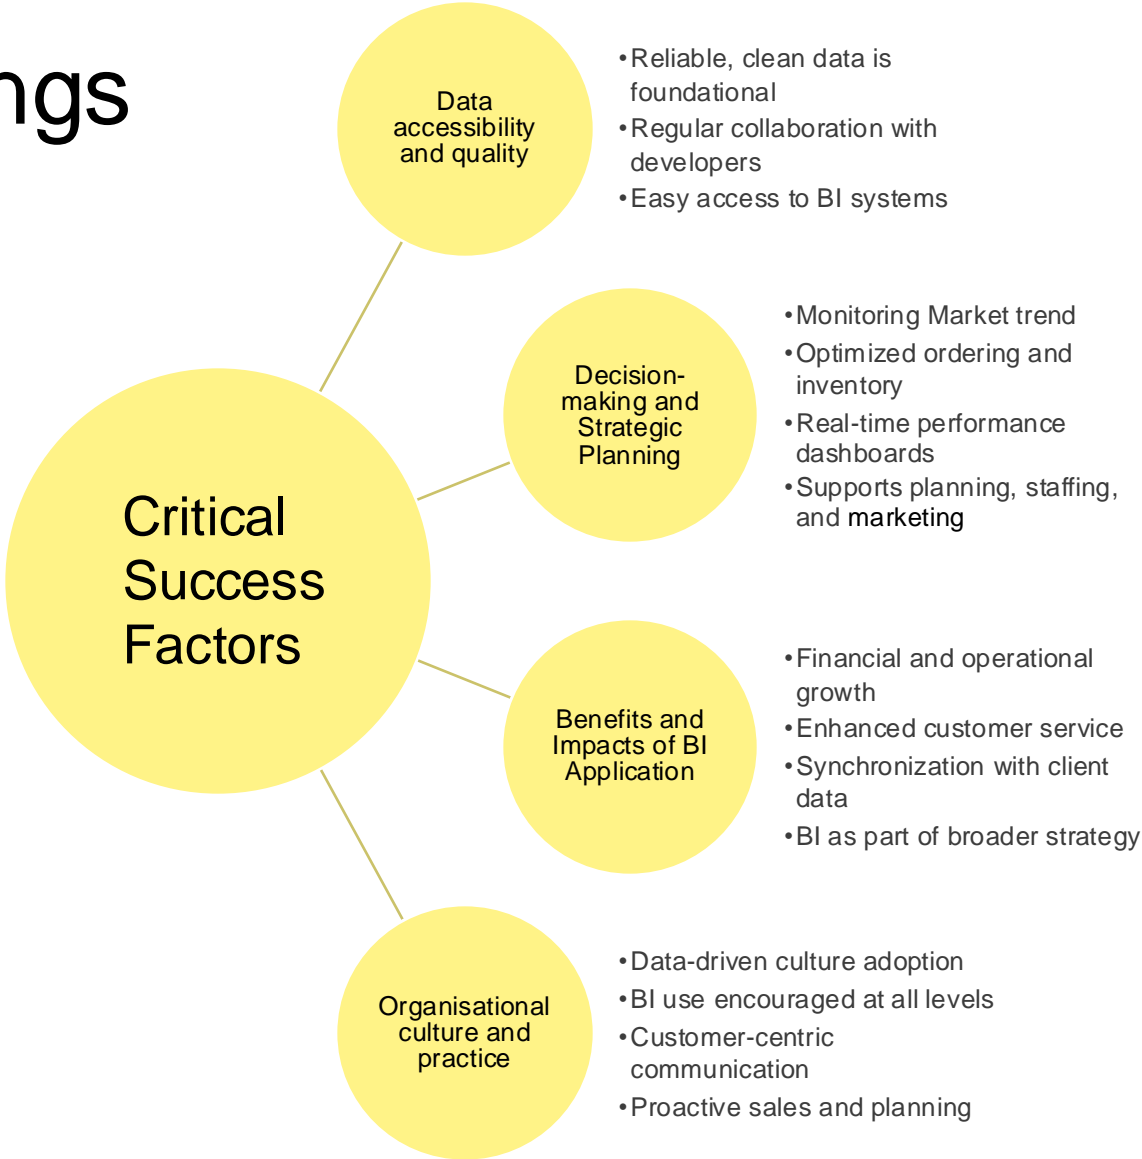 ngs
Data
accessibility
and quality
•Reliable, clean data is
foundational
•Regular collaboration with
developers
•Easy access to BI systems
Decision-
making and
Strategic
Planning
•Monitoring Market trend
•Optimized ordering and
inventory
•Real-time performance
dashboards
•Supports planning, staffing,
and marketing
Critical
Success
Factors
Benefits and
Impacts of BI
Application
•Financial and operational
growth
•Enhanced customer service
•Synchronization with client
data
•BI as part of broader strategy
Organisational
culture and
practice
•Data-driven culture adoption
•BI use encouraged at all levels
•Customer-centric
communication
•Proactive sales and planning